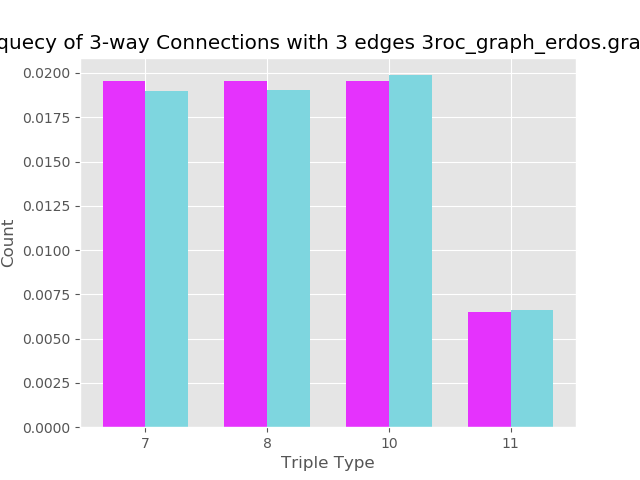 quecy of 3-way Connections with 3 edges 3roc_graph_erdos.gra
0.0200
0.0175
0.0150
0.0125
0.0100
0.0075
0.0050
0.0025
0.0000
Count
7 8 10 11
Triple Type